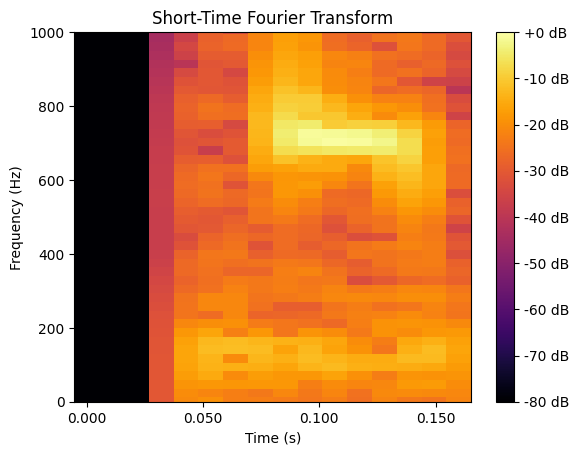 Short-Time Fourier Transform
1000
800
600
400
200
0
Frequency (Hz)
0.000
0.050
0.100
0.150
Time (s)
+0 dB
-10 dB
-20 dB
-30 dB
-40 dB
-50 dB
-60 dB
-70 dB
-80 dB